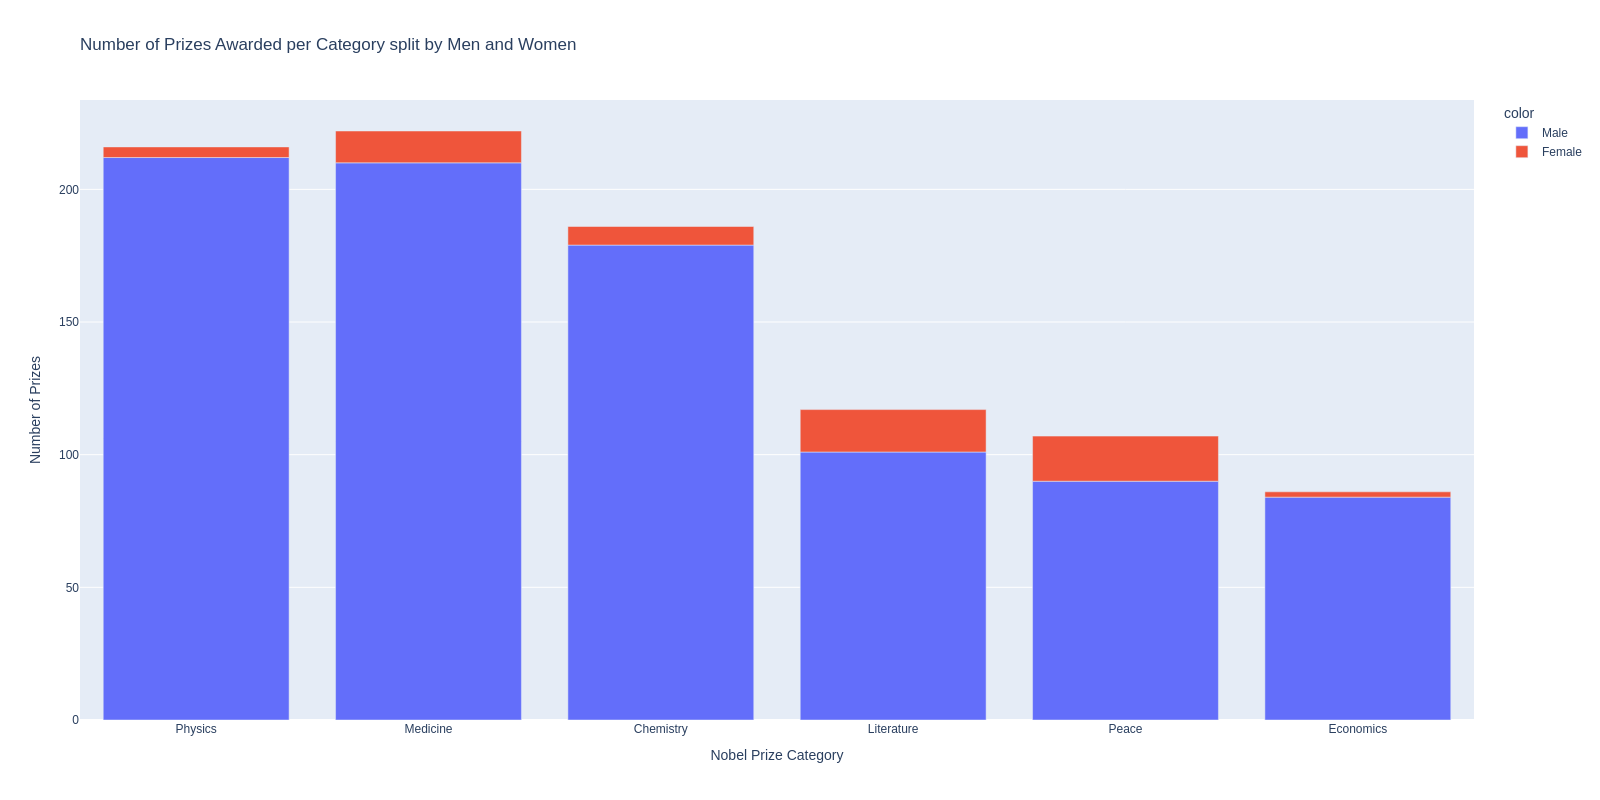 Number of Prizes Awarded per Category split by Men and Women
color
Male
Female
200
150
100
50
0
Number of Prizes
Physics Medicine Chemistry Literature Peace Economics
Nobel Prize Category